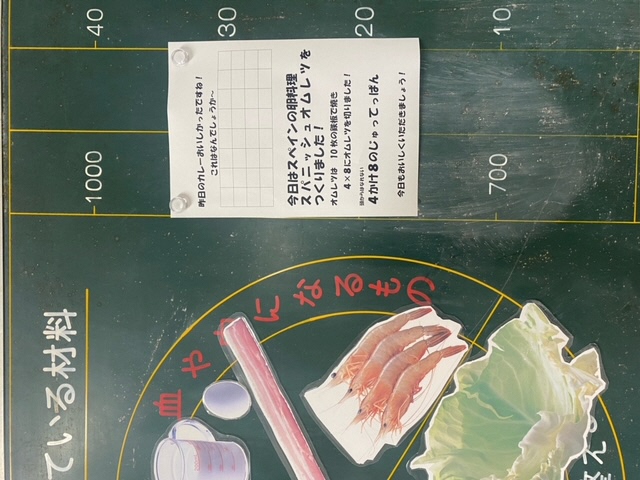 昨日のカレーおいしかったですね！
これはなんでしょうか〜
今日はスペインの卵料理
スパニッシュオムレツを
つくりました！
オムレツは　10枚の鉄板で焼き
4×8にオムレツを切りました！
4かけ8のじゅってっぱん
今日もおいしくいただきましょう！
40
30
20
10
1000
700
ている材料
血や
になるもの
整え